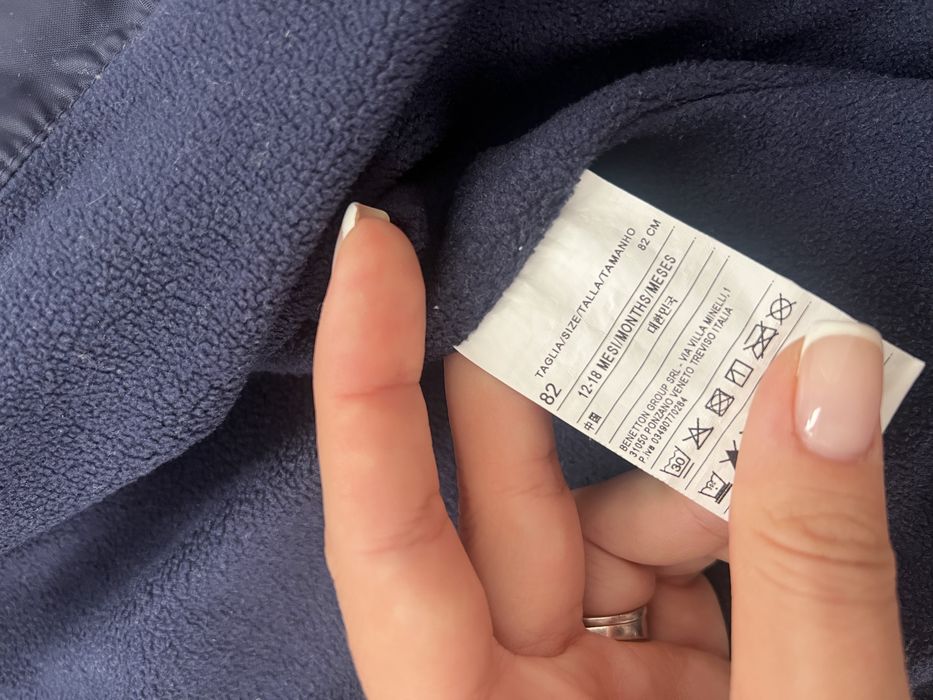 TAGLIA/SIZE/TALLA/TAMANHO
82 82 CM
12-18 MESI/MONTHS/MESES
中国 대한민국
BENETTON GROUP SRL - VIA VILLA MINELLI,1
31050 PONZANO VENETO TREVISO ITALIA
P.iva 03490770264
30